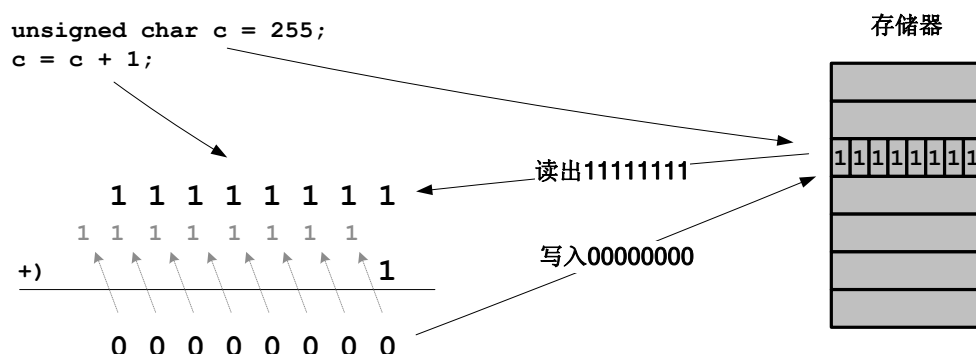 unsigned char c = 255;
c = c + 1;
存储器
1 1 1 1 1 1 1 1
读出11111111
1 1 1 1 1 1 1 1
1 1 1 1 1 1 1 1
写入00000000
+) 1
0 0 0 0 0 0 0 0